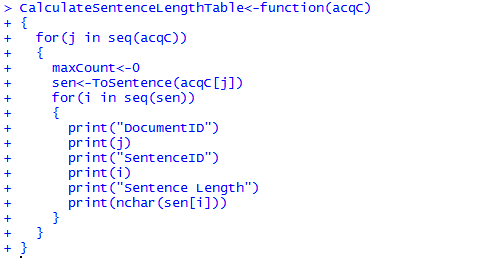 > CalculateSentenceLengthTable<-function(acqC)
+ {
+   for(j in seq(acqC))
+   {
+     maxCount<-0
+     sen<-ToSentence(acqC[j])
+     for(i in seq(sen))
+     {
+       print("DocumentID")
+       print(j)
+       print("SentenceID")
+       print(i)
+       print("Sentence Length")
+       print(nchar(sen[i]))
+     }
+   }
+ }